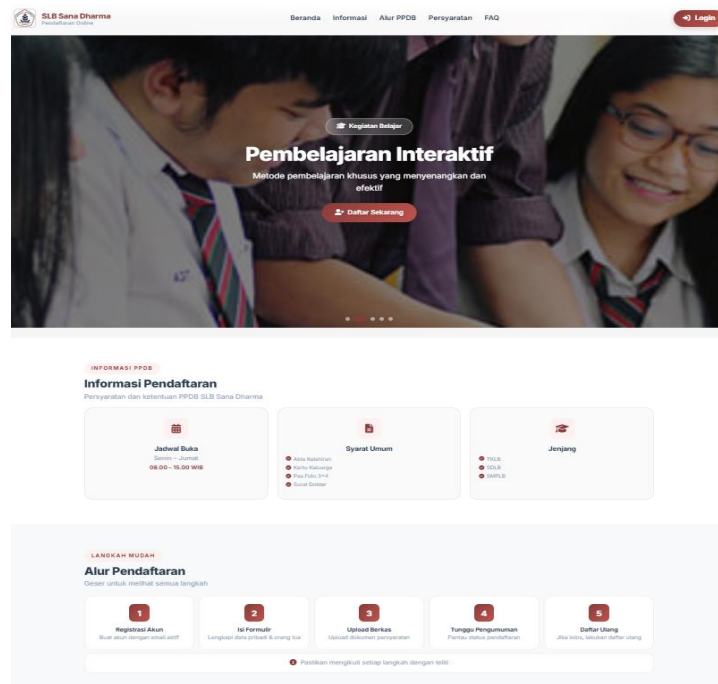 SLB Sana Dharma
Pendaftaran Online
Beranda Informasi Alur PPDB Persyaratan FAQ
Login
Kegiatan Belajar
Pembelajaran Interaktif
Metode pembelajaran khusus yang menyenangkan dan
efektif
Daftar Sekarang
INFORMASI PPDB
Informasi Pendaftaran
Persyaratan dan ketentuan PPDB SLB Sana Dharma
Jadwal Buka
Senin – Jumat
08.00 – 15.00 WIB
Syarat Umum
Akta Kelahiran
Kartu Keluarga
Pas Foto 3×4
Surat Dokter
Jenjang
TKLB
SDLB
SMPLB
LANGKAH MUDAH
Alur Pendaftaran
Geser untuk melihat semua langkah
1
Registrasi Akun
Buat akun dengan email aktif
2
Isi Formulir
Lengkapi data pribadi & orang tua
3
Upload Berkas
Upload dokumen persyaratan
4
Tunggu Pengumuman
Pantau status pendaftaran
5
Daftar Ulang
Jika lolos, lakukan daftar ulang
Pastikan mengikuti setiap langkah dengan teliti